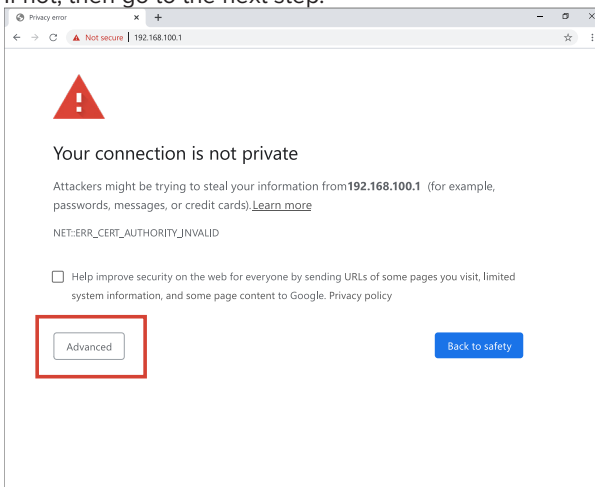 If not, then go to the next step.
Privacy error
Not secure 192.168.100.1
Your connection is not private
Attackers might be trying to steal your information from192.168.100.1 (for example,
passwords, messages, or credit cards).Learn more
NET::ERR_CERT_AUTHORITY_JNVALID
Help improve security on the web for everyone by sending URLs of some pages you visit, limited
system information, and some page content to Google. Privacy policy
Advanced
Back to safety